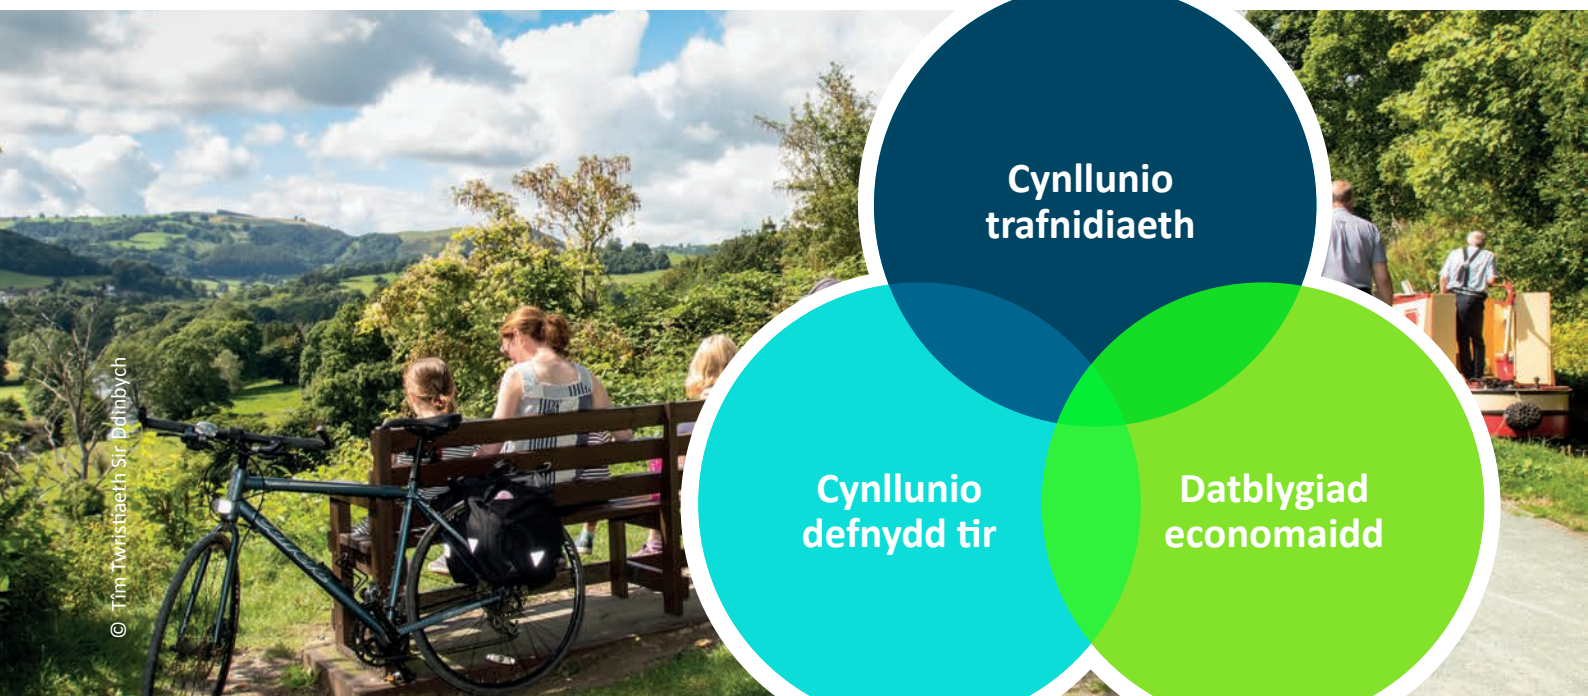 Cynllunio
trafnidiaeth
Cynllunio
defnydd tir
Datblygiad
economaidd
© Tîm Twristiaeth Sir Ddinbych